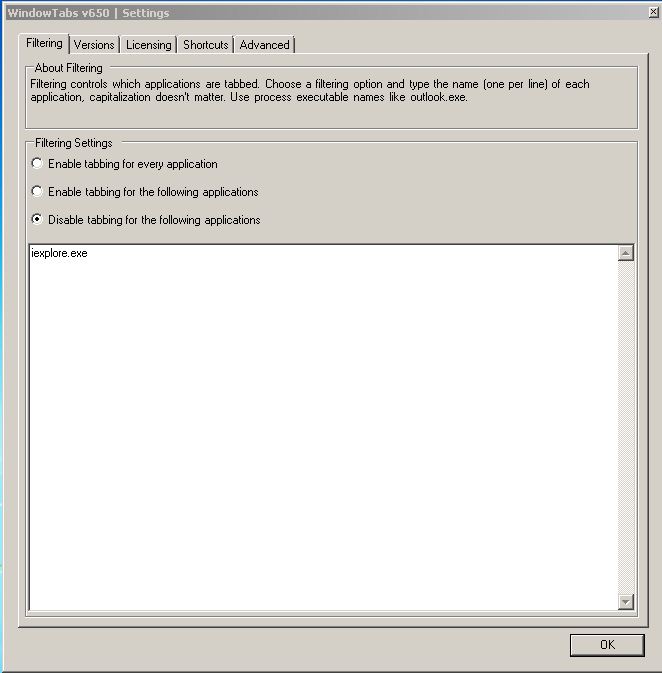 WindowTabs v650 | Settings
Filtering Versions Licensing Shortcuts Advanced
About Filtering
Filtering controls which applications are tabbed. Choose a filtering option and type the name (one per line) of each
application, capitalization doesn't matter. Use process executable names like outlook.exe.
Filtering Settings
Enable tabbing for every application
Enable tabbing for the following applications
Disable tabbing for the following applications
iexplore.exe
OK